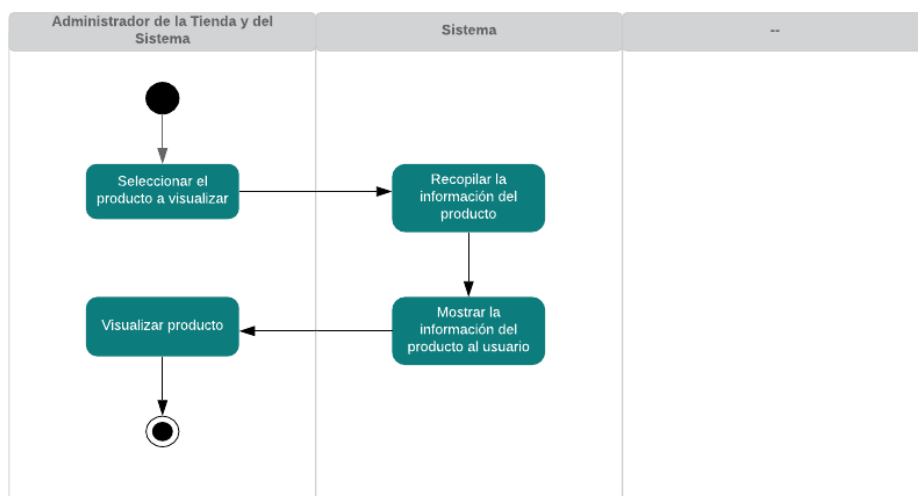 Administrador de la Tienda y del
Sistema
Sistema
--
Seleccionar el
producto a visualizar
Recopilar la
información del
producto
Visualizar producto
Mostrar la
información del
producto al usuario